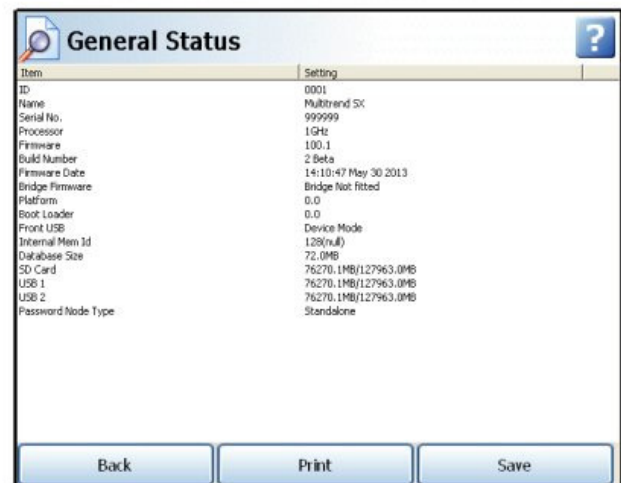 General Status
?
Item Setting
ID 0001
Name Multitrend SX
Serial No. 999999
Processor 1GHz
Firmware 100.1
Build Number 2 Beta
Firmware Date 14:10:47 May 30 2013
Bridge Firmware Bridge Not fitted
Platform 0.0
Boot Loader 0.0
Front USB Device Mode
Internal Mem Id 128(null)
Database Size 72.0MB
SD Card 76270.1MB/127963.0MB
USB 1 76270.1MB/127963.0MB
USB 2 76270.1MB/127963.0MB
Password Node Type Standalone
Back Print Save